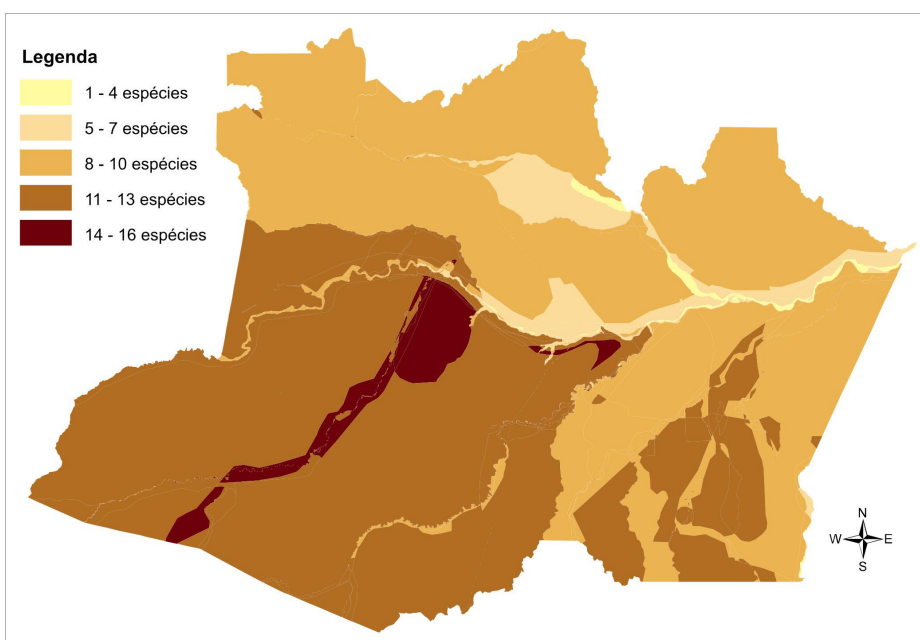 Legenda
1 - 4 espécies
5 - 7 espécies
8 - 10 espécies
11 - 13 espécies
14 - 16 espécies
N
W E
S